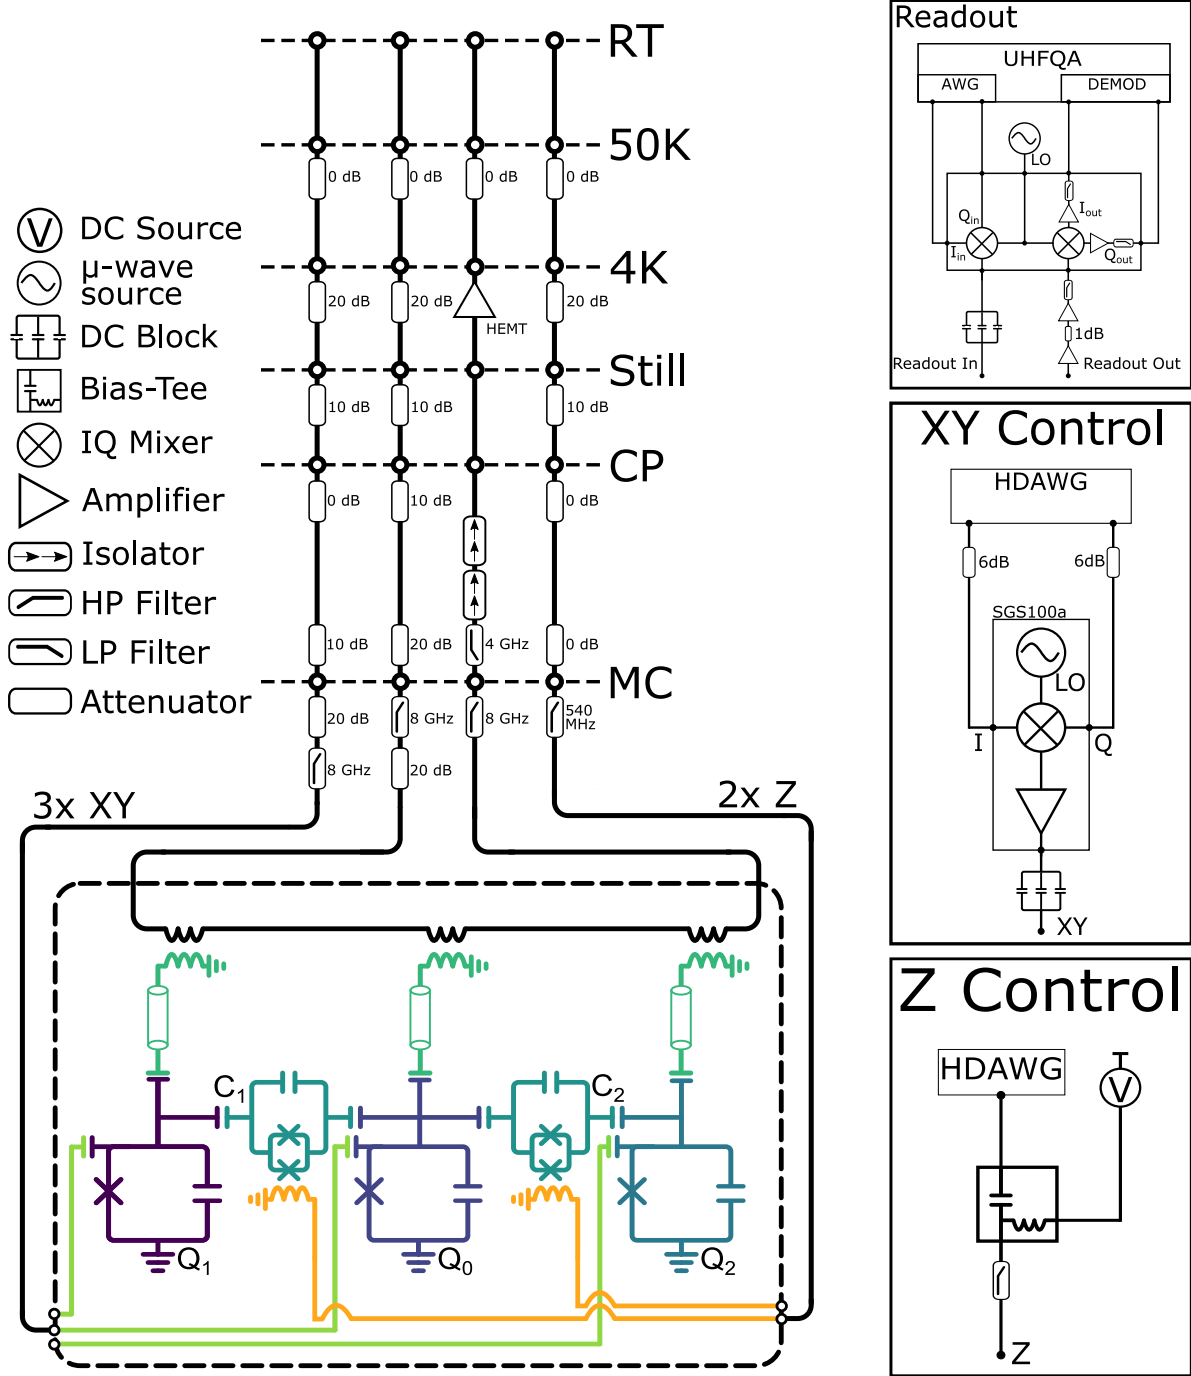 RT
50K
0 dB
0 dB
0 dB
0 dB
4K
20 dB
20 dB
HEMT
20 dB
Still
10 dB
10 dB
10 dB
CP
0 dB
10 dB
0 dB
10 dB
20 dB
4 GHz
0 dB
MC
20 dB
8 GHz
8 GHz
540
MHz
8 GHz
20 dB
3x XY
2x Z
V DC Source
μ-wave
source
DC Block
Bias-Tee
IQ Mixer
Amplifier
Isolator
HP Filter
LP Filter
Attenuator
C1
C2
Q1
Q0
Q2
Readout
UHFQA
AWG
DEMOD
LO
Qin
Iout
Iin
Qout
1dB
Readout In
Readout Out
XY Control
HDAWG
6dB
6dB
SGS100a
LO
I
Q
XY
Z Control
HDAWG
V
Z